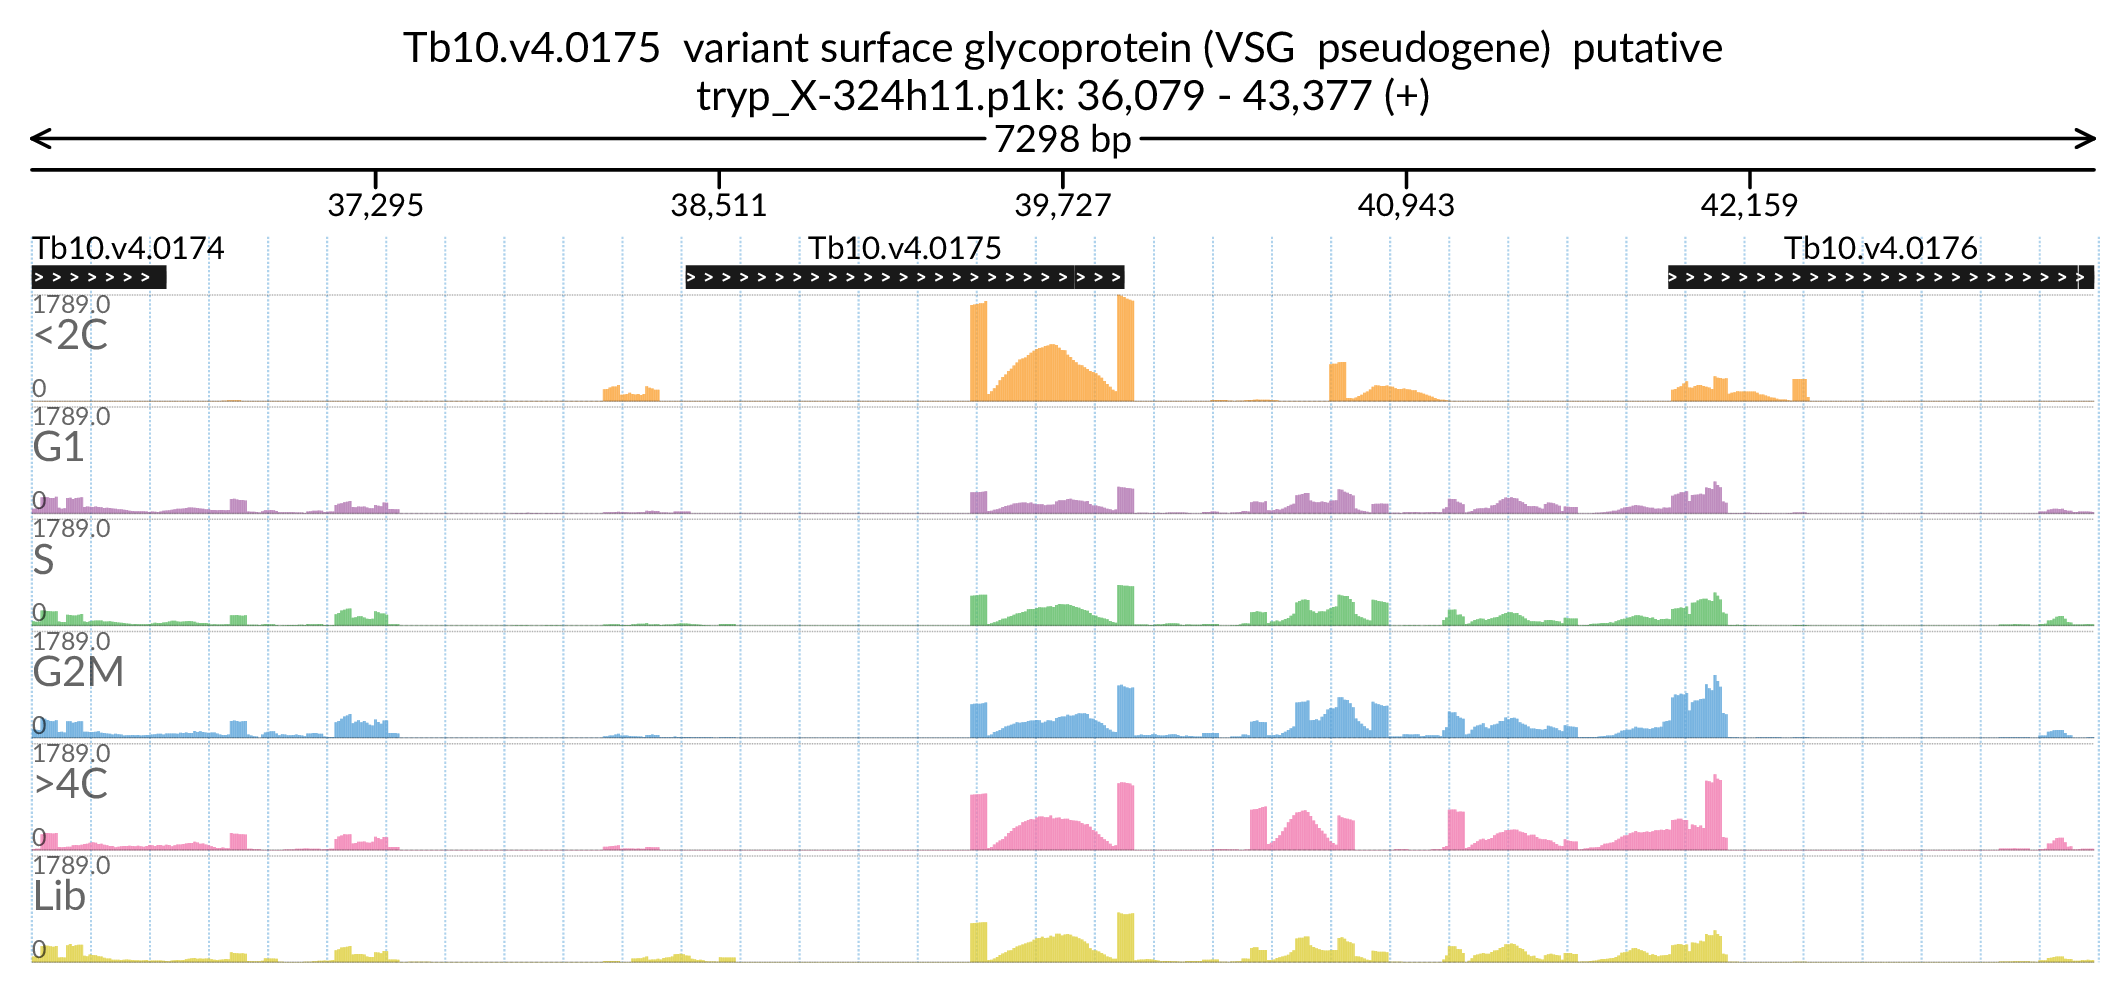 Tb10.v4.0175 variant surface glycoprotein (VSG pseudogene) putative
tryp_X-324h11.p1k: 36,079 - 43,377 (+)
7298 bp
37,295 38,511 39,727 40,943 42,159
Tb10.v4.0174 Tb10.v4.0175 Tb10.v4.0176
1789.0
<2C
0
1789.0
G1
0
1789.0
S
0
1789.0
G2M
0
1789.0
>4C
0
1789.0
Lib
0